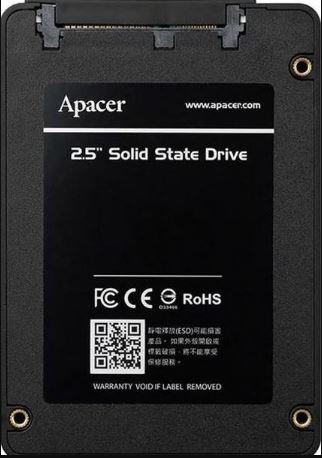 Apacer www.apacer.com
2.5" Solid State Drive
FC CE RoHS
D33466
靜電釋放(ESD)可能損害
產品。如果外殼開啟或
標籤破損，將不能享受
保修服務。
WARRANTY VOID IF LABEL REMOVED